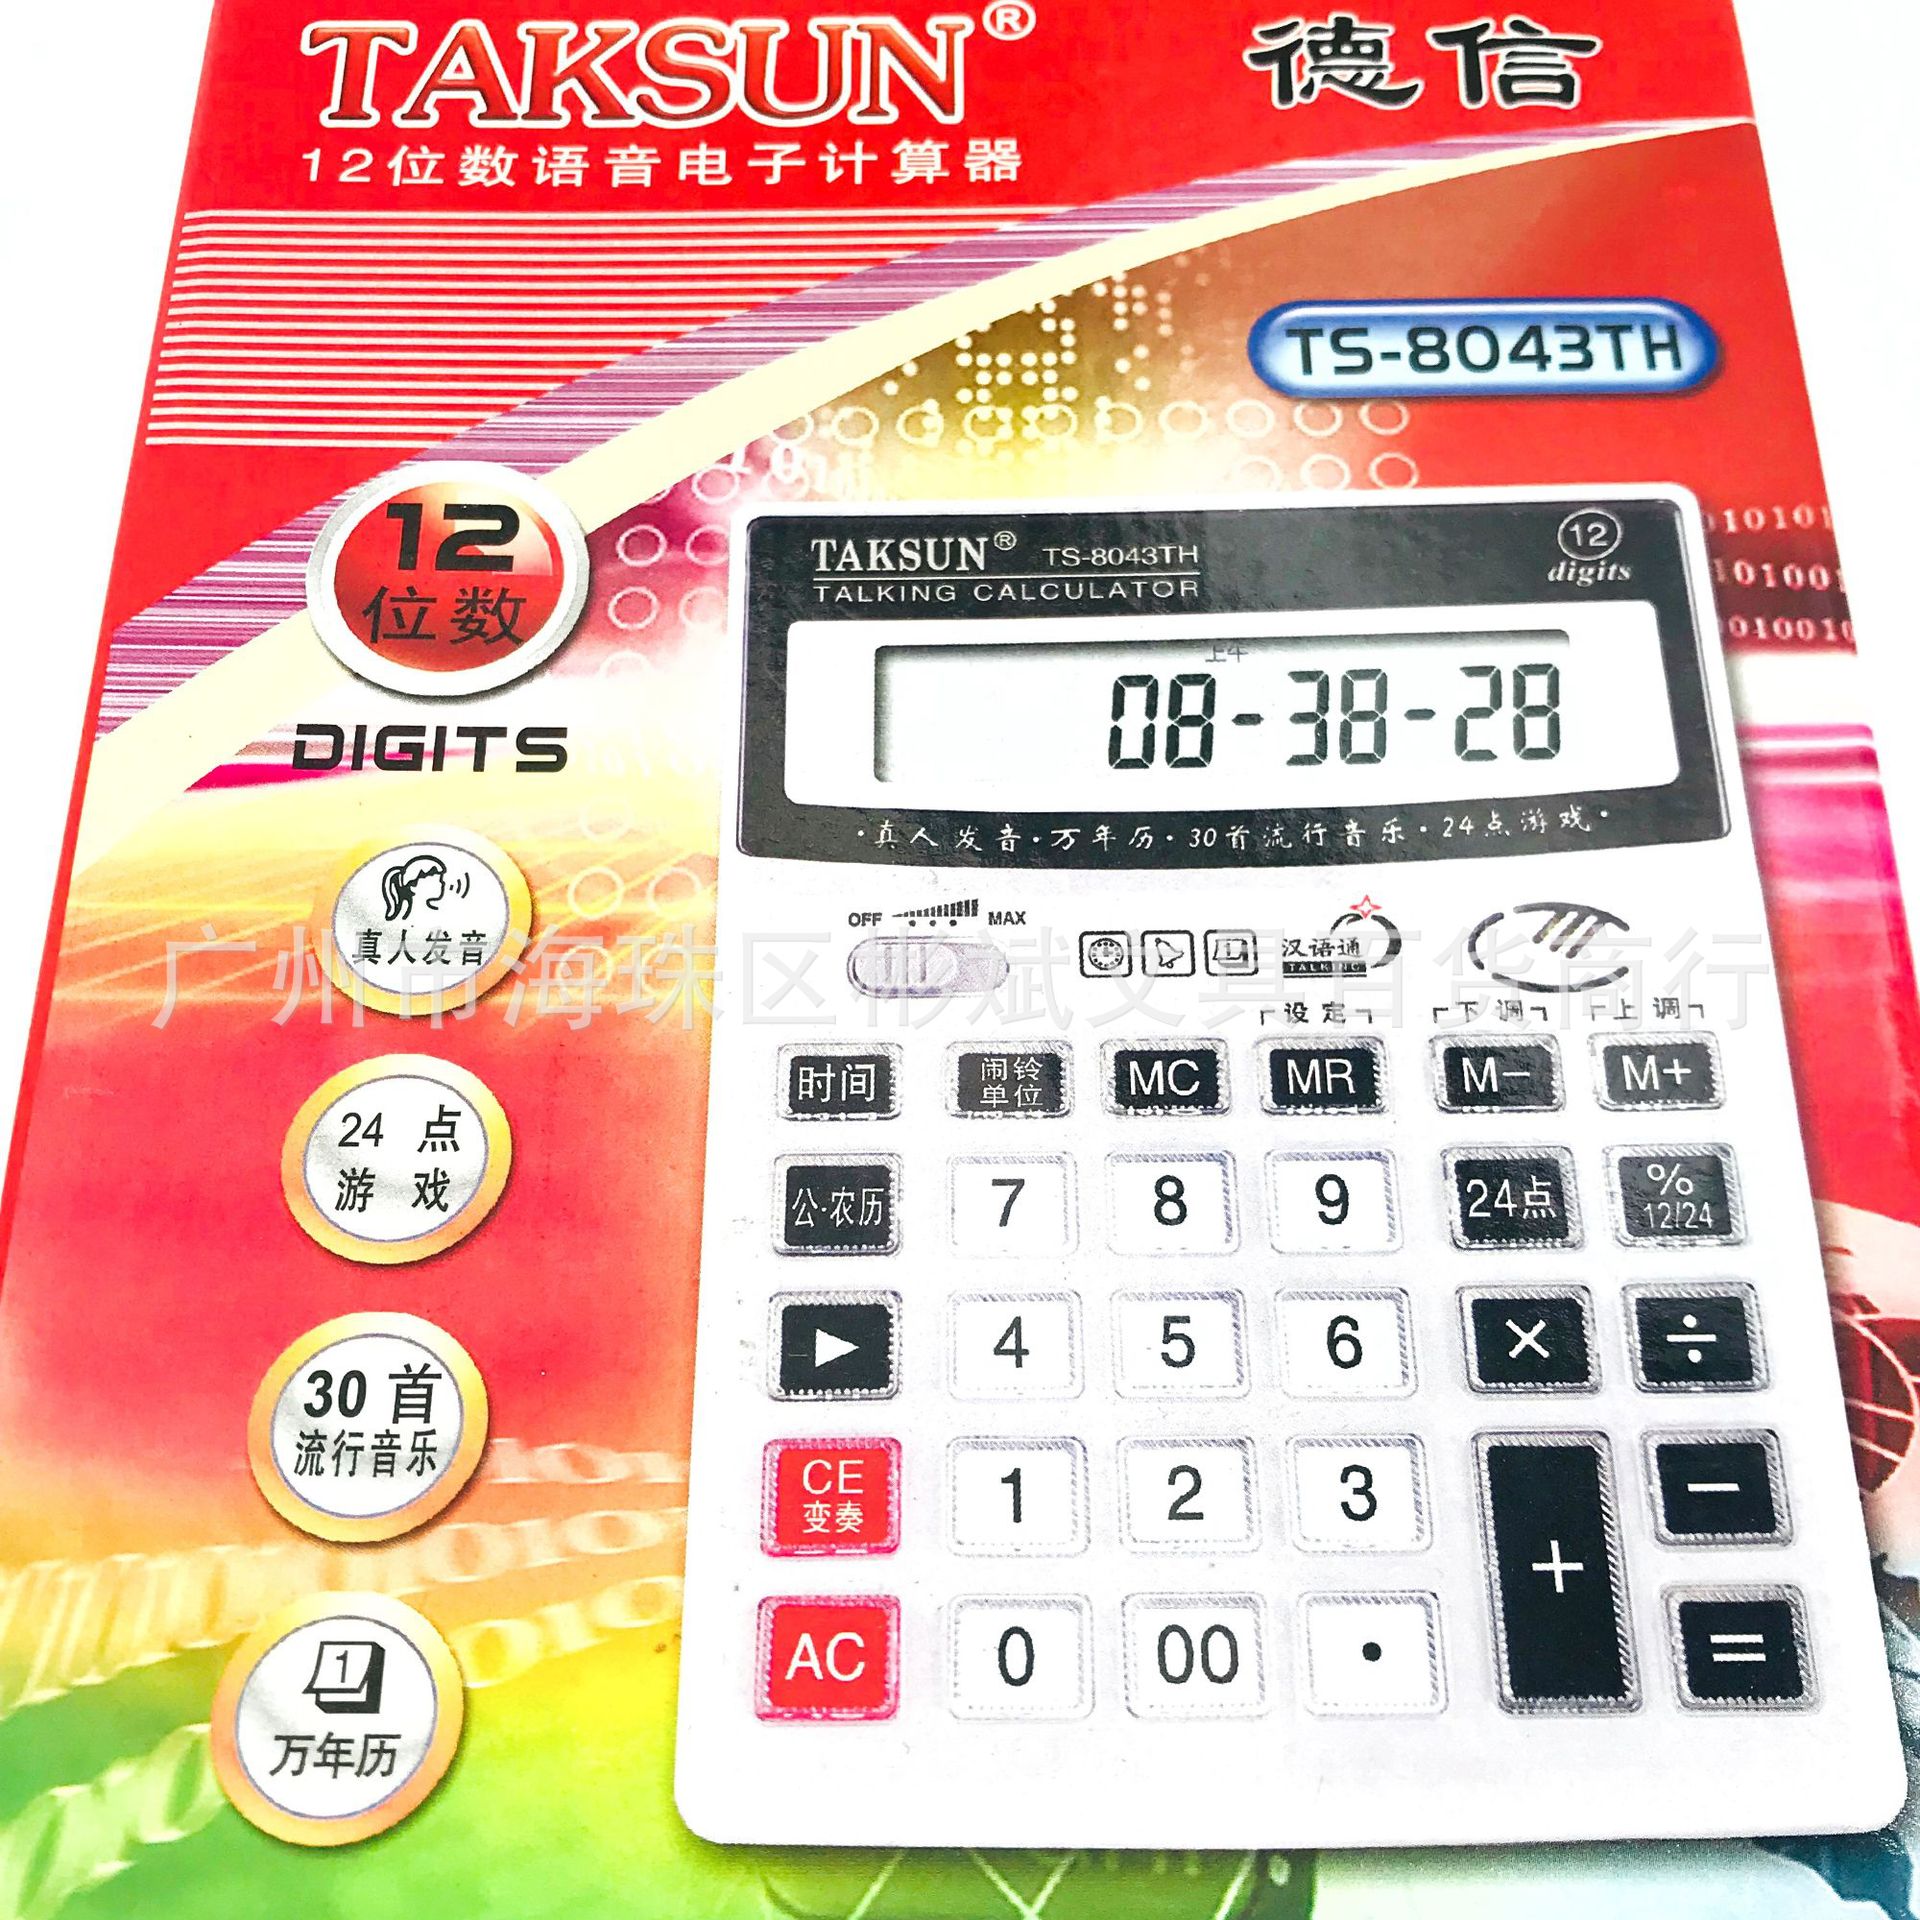 TAKSUN® 德信
12位数语音电子计算器
TS-8043TH
12
位数
DIGITS
真人发音
24 点
游 戏
30 首
流行音乐
1
万年历
TAKSUN® TS-8043TH
TALKING CALCULATOR
12
digits
上午
08-38-28
·真人发音·万年历·30首流行音乐·24点游戏·
OFF MAX
汉语通
TALKING
广州市海珠区彬斌文具百货商行
设定 下调 上调
时间 闹铃单位 MC MR M− M+
公·农历 7 8 9 24点 % 12/24
▶ 4 5 6 × ÷
CE 变奏 1 2 3 + −
AC 0 00 · =